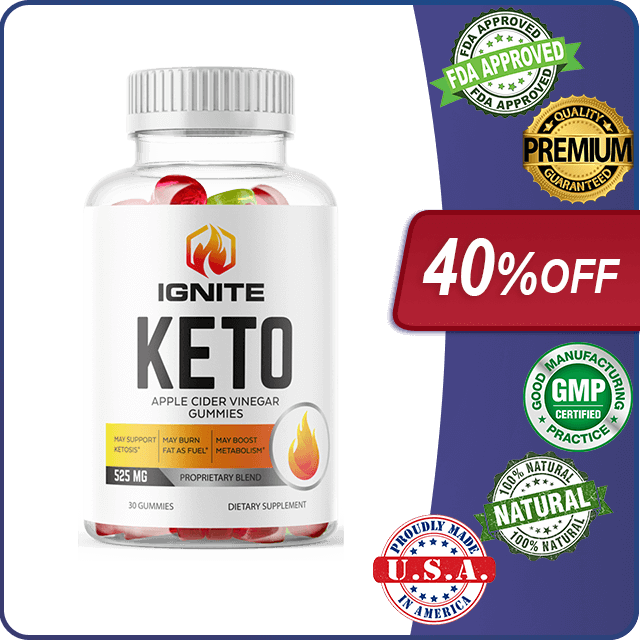 IGNITE
KETO
APPLE CIDER VINEGAR
GUMMIES
MAY SUPPORT
KETOSIS*
MAY BURN
FAT AS FUEL*
MAY BOOST
METABOLISM*
525 MG
PROPRIETARY BLEND
30 GUMMIES
DIETARY SUPPLEMENT
FDA APPROVED
FDA APPROVED
FDA APPROVED
QUALITY
PREMIUM
GUARANTEED
40%OFF
GOOD MANUFACTURING
GMP
CERTIFIED
PRACTICE
100% NATURAL
NATURAL
100% NATURAL
PROUDLY MADE
U.S.A.
IN AMERICA